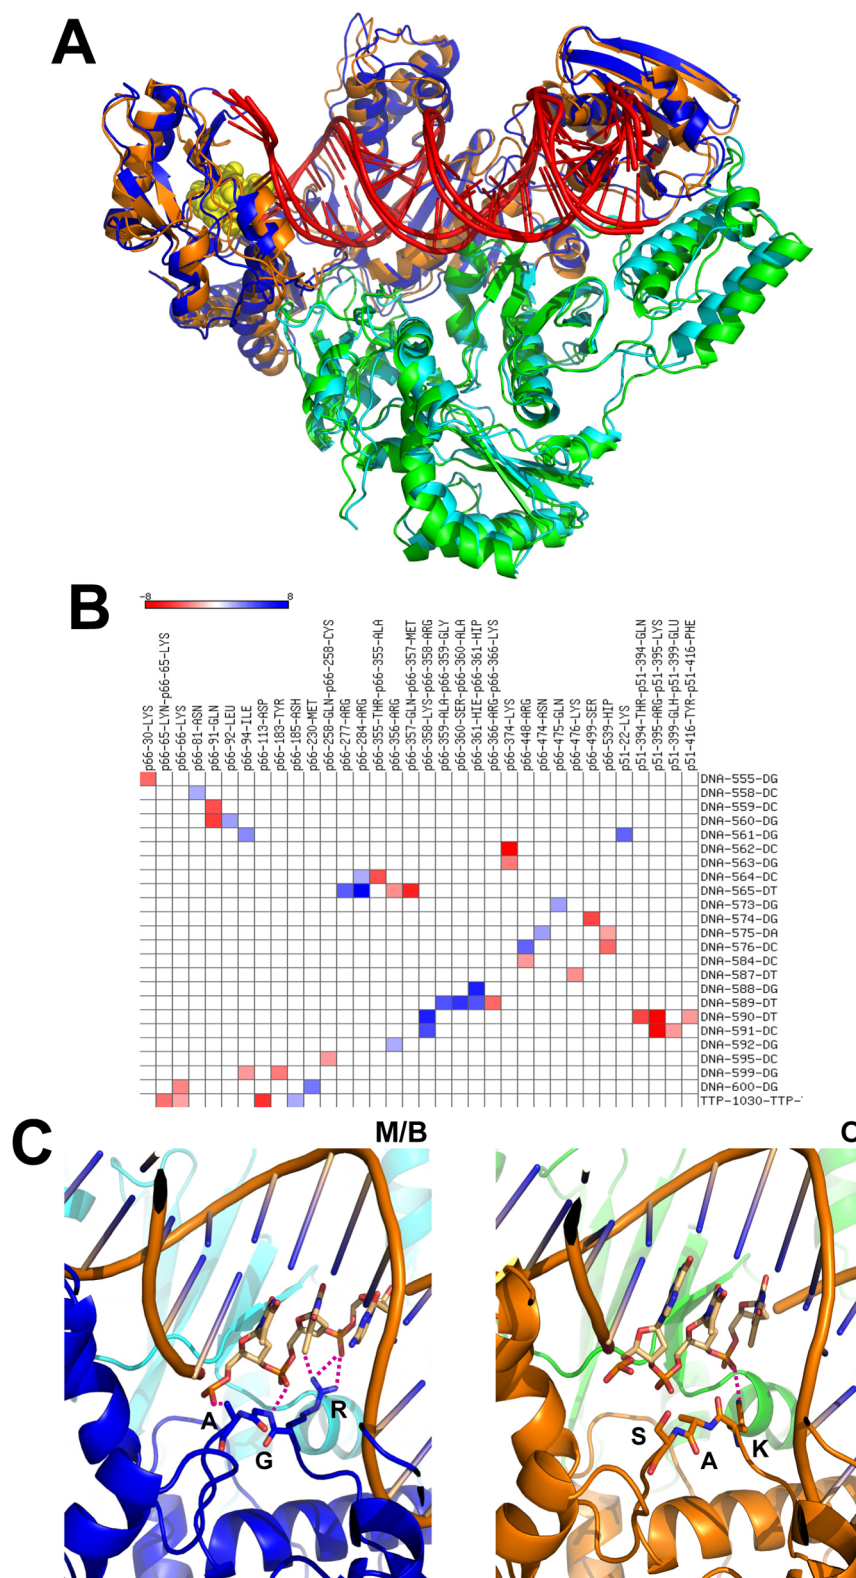 A
B
-8
8
p66-30-LYS
p66-65-LYN-p66-65-LYS
p66-66-LYS
p66-81-ASN
p66-91-GLN
p66-92-LEU
p66-94-ILE
p66-113-ASP
p66-183-TYR
p66-185-ASH
p66-230-MET
p66-258-GLN-p66-258-CYS
p66-277-ARG
p66-284-ARG
p66-355-THR-p66-355-ALA
p66-356-ARG
p66-357-GLN-p66-357-MET
p66-358-LYS-p66-358-ARG
p66-359-ALA-p66-359-GLY
p66-360-SER-p66-360-ALA
p66-361-HIE-p66-361-HIP
p66-366-ARG-p66-366-LYS
p66-374-LYS
p66-448-ARG
p66-474-ASN
p66-475-GLN
p66-476-LYS
p66-499-SER
p66-539-HIP
p51-22-LYS
p51-394-THR-p51-394-GLN
p51-395-ARG-p51-395-LYS
p51-399-GLH-p51-399-GLU
p51-416-TYR-p51-416-PHE
DNA-555-DG
DNA-558-DC
DNA-559-DC
DNA-560-DG
DNA-561-DG
DNA-562-DC
DNA-563-DG
DNA-564-DC
DNA-565-DT
DNA-573-DG
DNA-574-DG
DNA-575-DA
DNA-576-DC
DNA-584-DC
DNA-587-DT
DNA-588-DG
DNA-589-DT
DNA-590-DT
DNA-591-DC
DNA-592-DG
DNA-595-DC
DNA-599-DG
DNA-600-DG
TTP-1030-TTP-
C
M/B
A
G
R
S
A
K